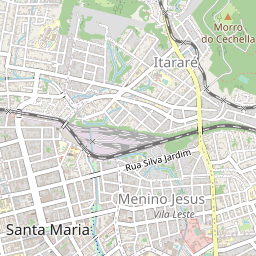 Morro
do Cechella
Itararé
Rua Silva Jardim
Menino Jesus
Vila Leste
Santa Maria